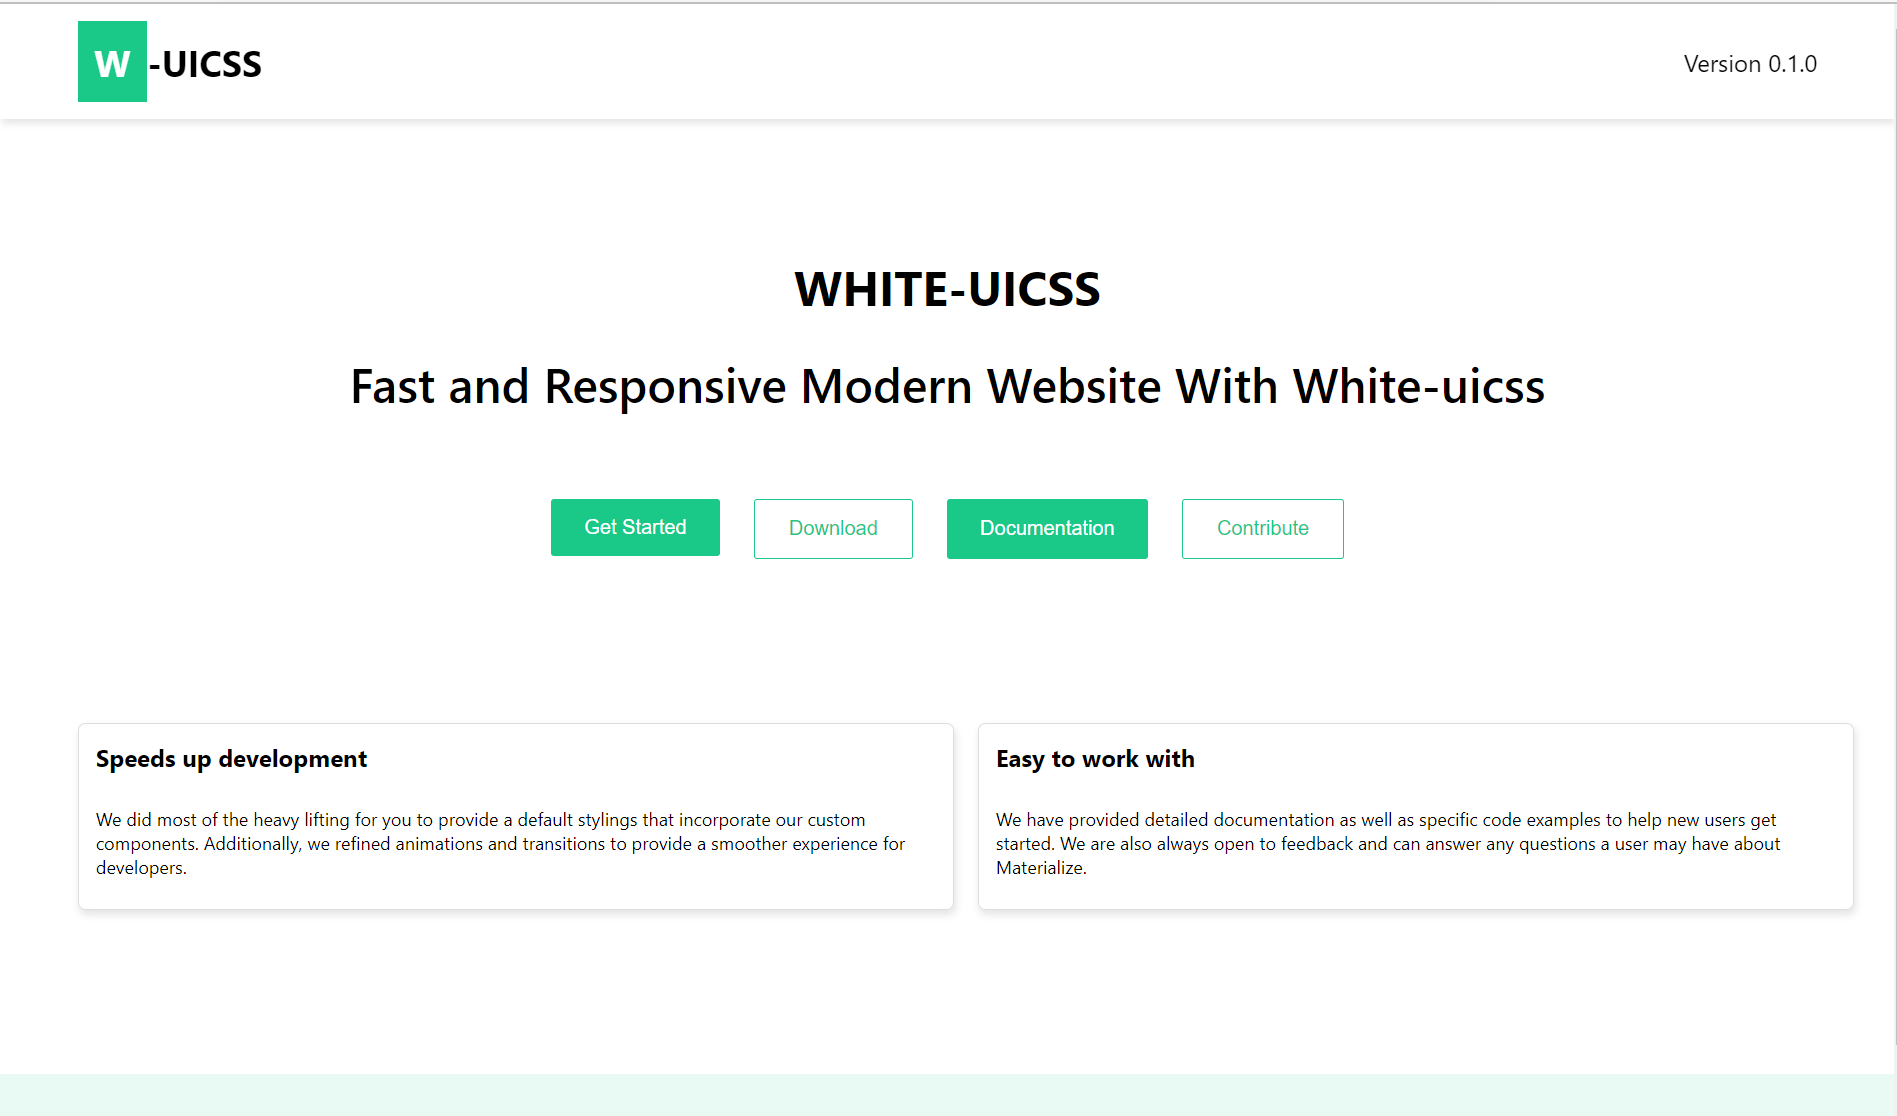 W-UICSS
Version 0.1.0
WHITE-UICSS
Fast and Responsive Modern Website With White-uicss
Get Started
Download
Documentation
Contribute
Speeds up development
We did most of the heavy lifting for you to provide a default stylings that incorporate our custom
components. Additionally, we refined animations and transitions to provide a smoother experience for
developers.
Easy to work with
We have provided detailed documentation as well as specific code examples to help new users get
started. We are also always open to feedback and can answer any questions a user may have about
Materialize.